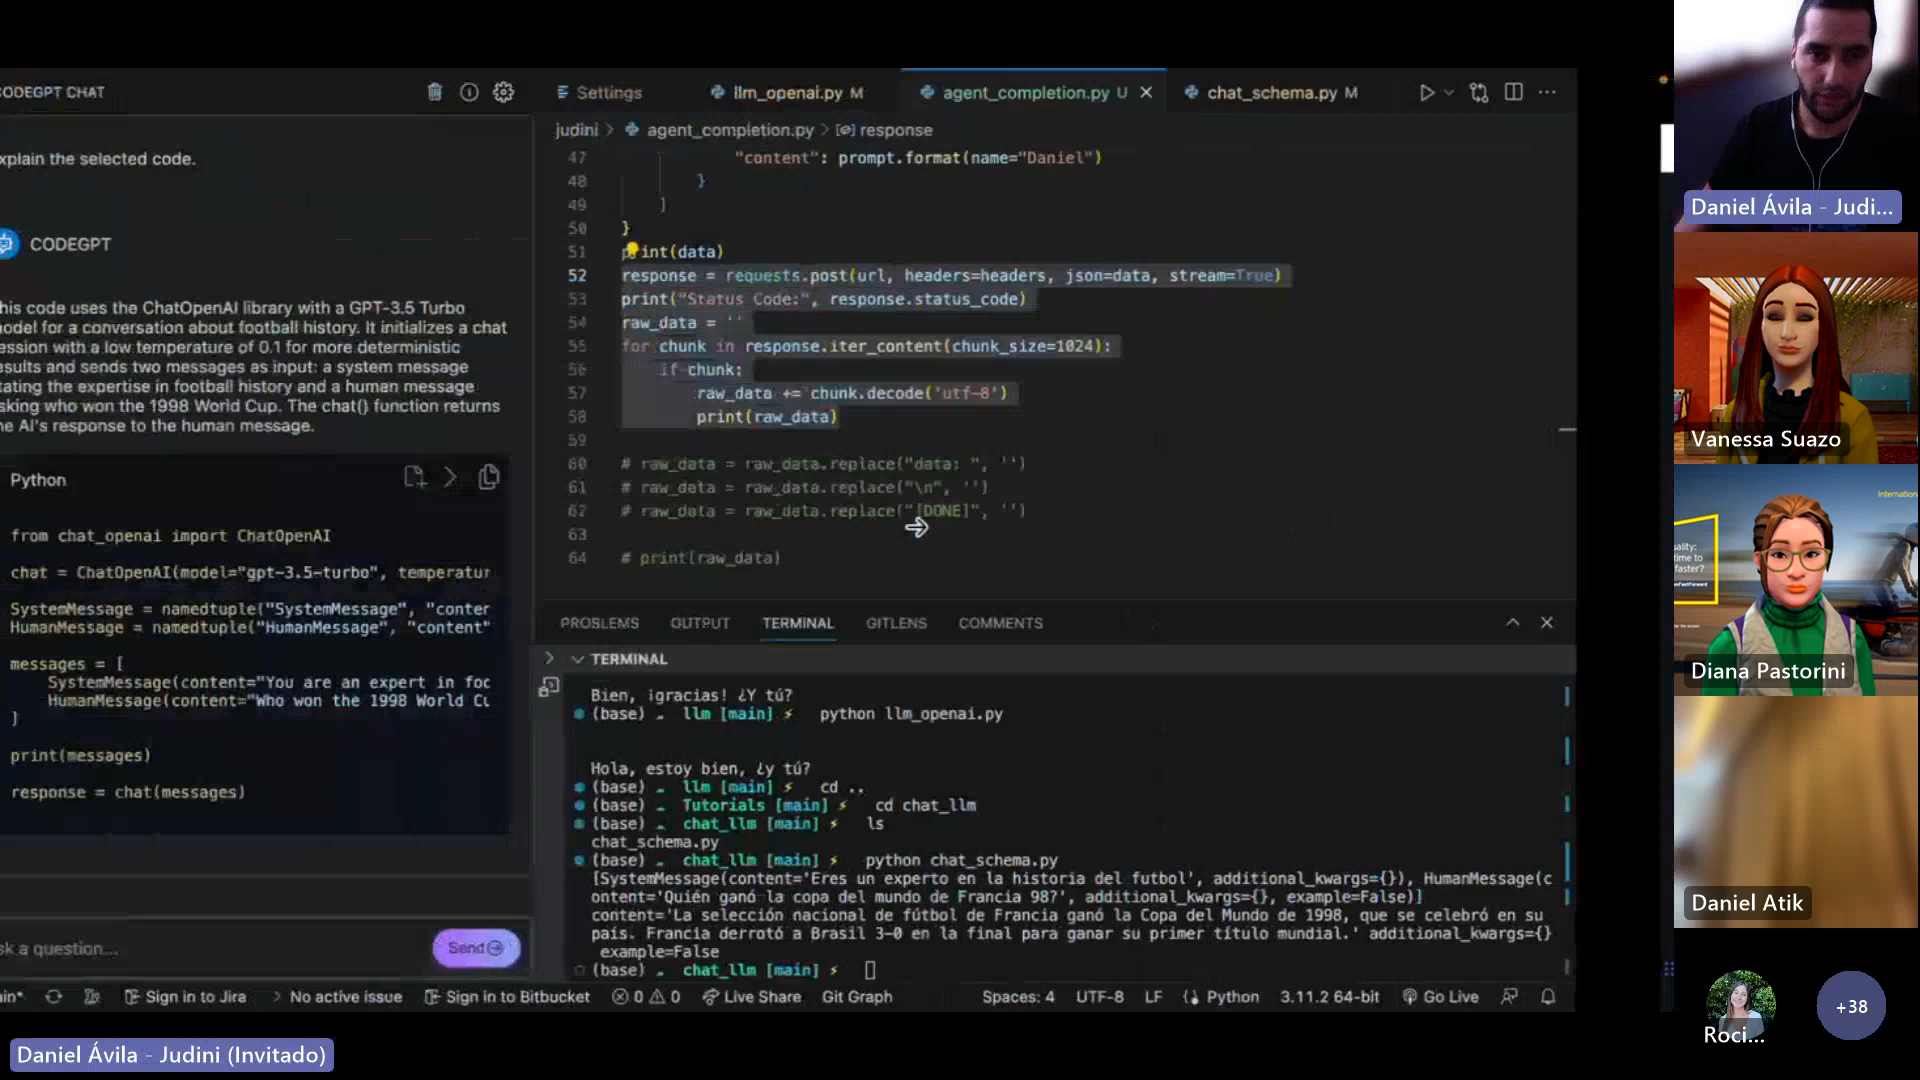 CODEGPT CHAT
Settings
llm_openai.py M
agent_completion.py U
chat_schema.py M
judini > agent_completion.py > response
xplain the selected code.
CODEGPT
his code uses the ChatOpenAI library with a GPT-3.5 Turbo
odel for a conversation about football history. It initializes a chat
ession with a low temperature of 0.1 for more deterministic
esults and sends two messages as input: a system message
tating the expertise in football history and a human message
sking who won the 1998 World Cup. The chat() function returns
he AI's response to the human message.
Python
from chat_openai import ChatOpenAI
chat = ChatOpenAI(model="gpt-3.5-turbo", temperatur
SystemMessage = namedtuple("SystemMessage", "conter
HumanMessage = namedtuple("HumanMessage", "content"
messages = [
SystemMessage(content="You are an expert in foc
HumanMessage(content="Who won the 1998 World Cu
]
print(messages)
response = chat(messages)
sk a question...
Send
47 "content": prompt.format(name="Daniel")
48 }
49 ]
50 }
51 print(data)
52 response = requests.post(url, headers=headers, json=data, stream=True)
53 print("Status Code:", response.status_code)
54 raw_data = ''
55 for chunk in response.iter_content(chunk_size=1024):
56 if chunk:
57 raw_data += chunk.decode('utf-8')
58 print(raw_data)
59
60 # raw_data = raw_data.replace("data: ", '')
61 # raw_data = raw_data.replace("\n", '')
62 # raw_data = raw_data.replace("[DONE]", '')
63
64 # print(raw_data)
PROBLEMS OUTPUT TERMINAL GITLENS COMMENTS
TERMINAL
Bien, ¡gracias! ¿Y tú?
(base) llm [main] ⚡ python llm_openai.py
Hola, estoy bien, ¿y tú?
(base) llm [main] ⚡ cd ..
(base) Tutorials [main] ⚡ cd chat_llm
(base) chat_llm [main] ⚡ ls
chat_schema.py
(base) chat_llm [main] ⚡ python chat_schema.py
[SystemMessage(content='Eres un experto en la historia del futbol', additional_kwargs={}), HumanMessage(c
ontent='Quién ganó la copa del mundo de Francia 98?', additional_kwargs={}, example=False)]
content='La selección nacional de fútbol de Francia ganó la Copa del Mundo de 1998, que se celebró en su
país. Francia derrotó a Brasil 3-0 en la final para ganar su primer título mundial.' additional_kwargs={}
example=False
(base) chat_llm [main] ⚡
ain* Sign in to Jira No active issue Sign in to Bitbucket 0 0 Live Share Git Graph Spaces: 4 UTF-8 LF Python 3.11.2 64-bit Go Live
Daniel Ávila - Judini (Invitado)
Daniel Ávila - Judi...
Vanessa Suazo
Internation
uality:
time to
faster?
Diana Pastorini
Daniel Atik
Roci...
+38